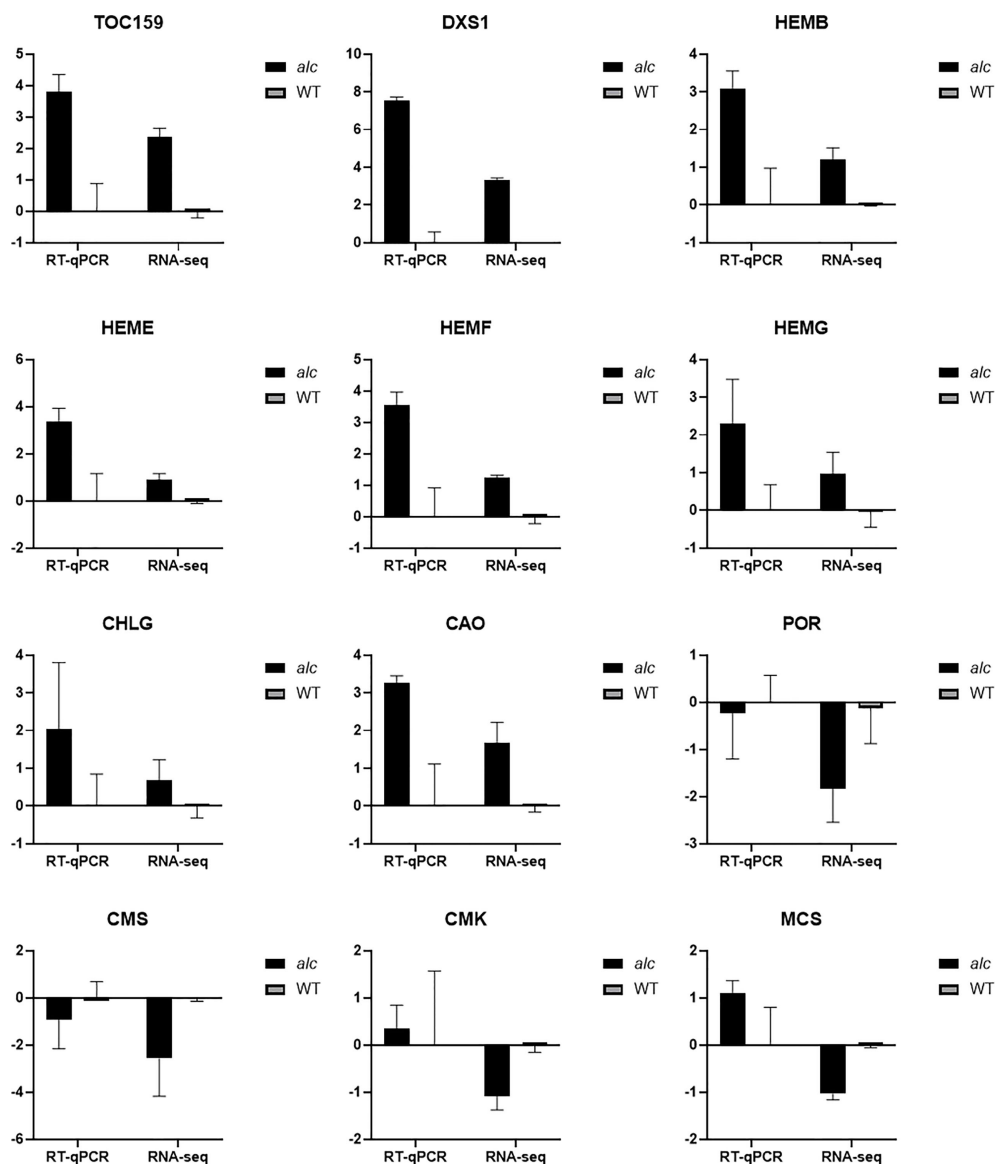 TOC159
5
4
3
2
1
0
-1
RT-qPCR RNA-seq
alc
WT
DXS1
10
8
6
4
2
0
RT-qPCR RNA-seq
alc
WT
HEMB
4
3
2
1
0
-1
RT-qPCR RNA-seq
alc
WT
HEME
6
4
2
0
-2
RT-qPCR RNA-seq
alc
WT
HEMF
5
4
3
2
1
0
-1
RT-qPCR RNA-seq
alc
WT
HEMG
4
3
2
1
0
-1
RT-qPCR RNA-seq
alc
WT
CHLG
4
3
2
1
0
-1
RT-qPCR RNA-seq
alc
WT
CAO
4
3
2
1
0
-1
RT-qPCR RNA-seq
alc
WT
POR
1
0
-1
-2
-3
RT-qPCR RNA-seq
alc
WT
CMS
2
0
-2
-4
-6
RT-qPCR RNA-seq
alc
WT
CMK
2
1
0
-1
-2
RT-qPCR RNA-seq
alc
WT
MCS
2
1
0
-1
-2
RT-qPCR RNA-seq
alc
WT